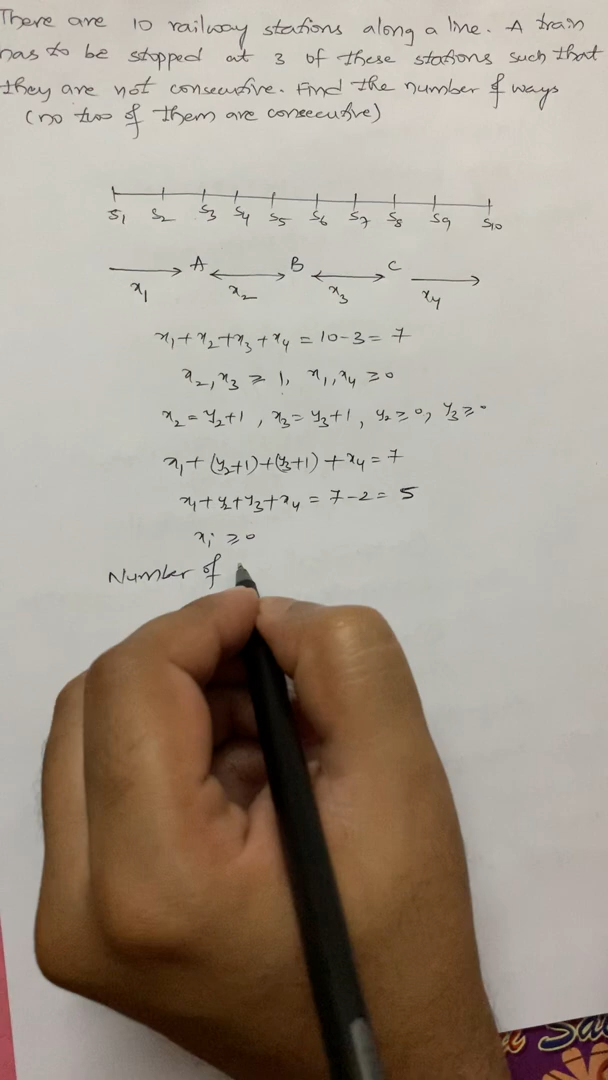 There are 10 railway stations along a line. A train
has to be stopped at 3 of these stations such that
they are not consecutive. Find the number of ways
(no two of them are consecutive)
S1 S2 S3 S4 S5 S6 S7 S8 S9 S10
A B C
x1 x2 x3 x4
x1 + x2 + x3 + x4 = 10-3 = 7
x2, x3 ≥ 1, x1, x4 ≥ 0
x2 = y2+1, x3 = y3+1, y2 ≥ 0, y3 ≥ 0
x1 + (y2+1) + (y3+1) + x4 = 7
x1 + y2 + y3 + x4 = 7-2 = 5
xi ≥ 0
Number of